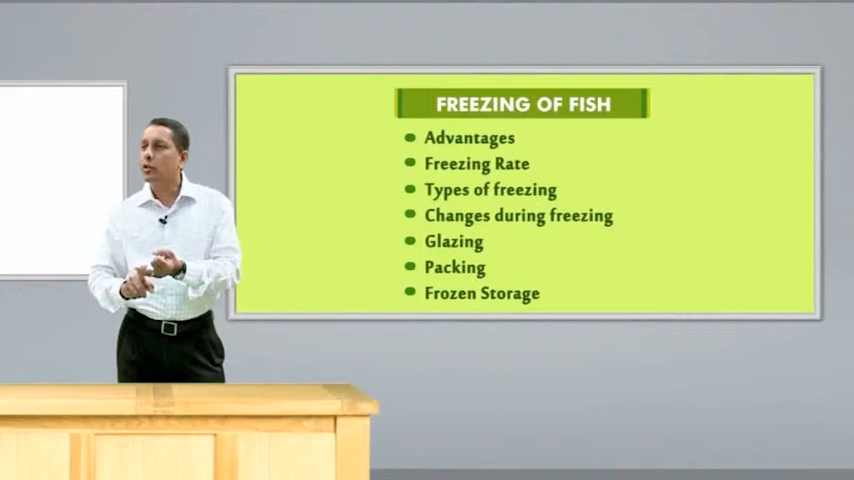 FREEZING OF FISH
Advantages
Freezing Rate
Types of freezing
Changes during freezing
Glazing
Packing
Frozen Storage